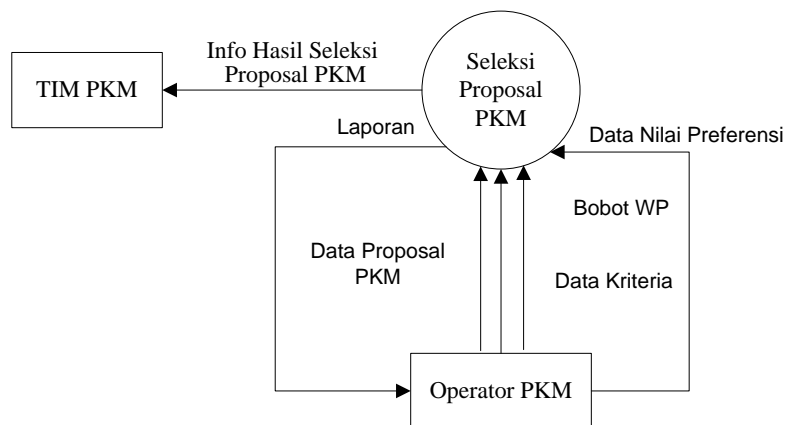 Info Hasil Seleksi
Proposal PKM
TIM PKM
Seleksi
Proposal
PKM
Laporan
Data Nilai Preferensi
Bobot WP
Data Proposal
PKM
Data Kriteria
Operator PKM